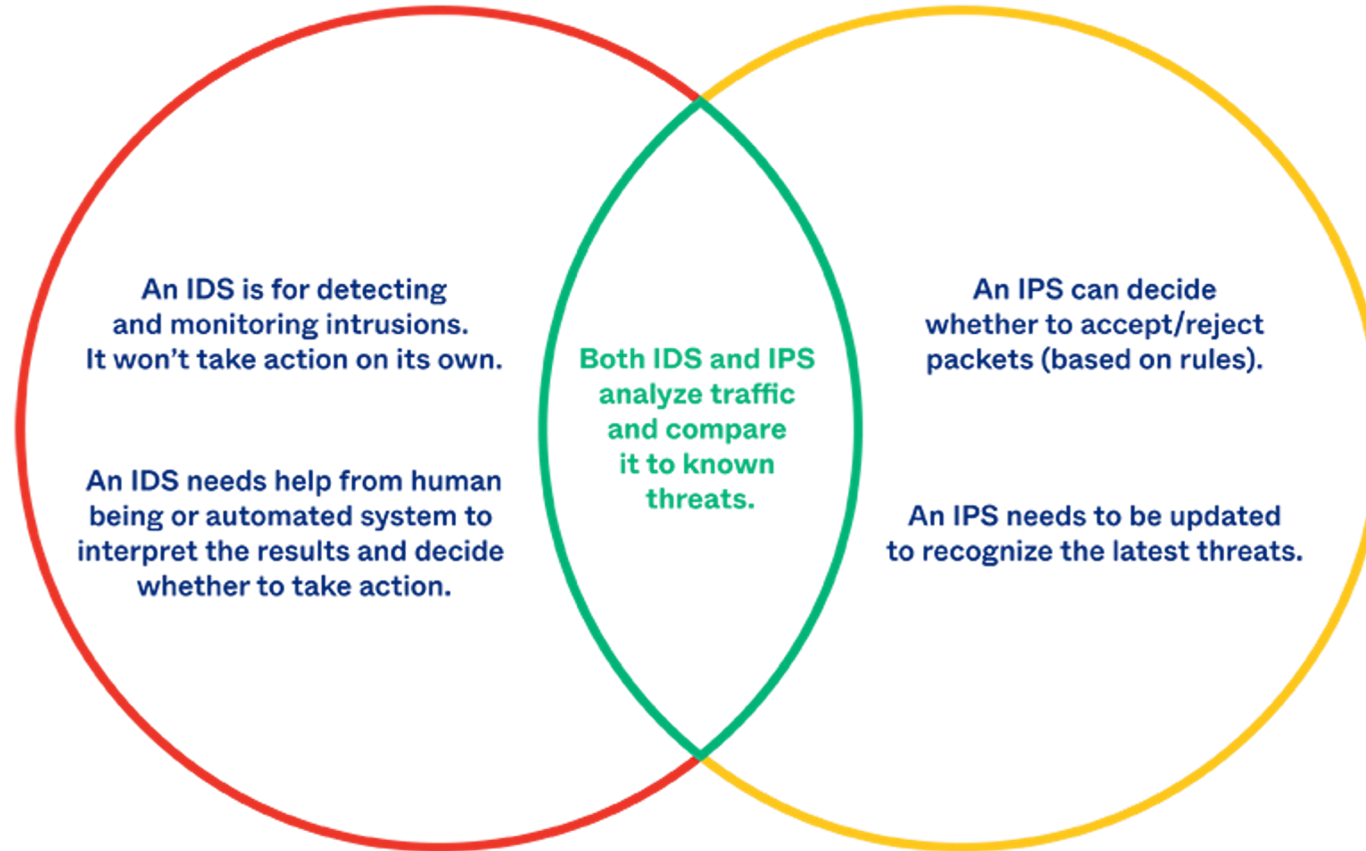 An IDS is for detecting
and monitoring intrusions.
It won't take action on its own.
An IDS needs help from human
being or automated system to
interpret the results and decide
whether to take action.
Both IDS and IPS
analyze traffic
and compare
it to known
threats.
An IPS can decide
whether to accept/reject
packets (based on rules).
An IPS needs to be updated
to recognize the latest threats.